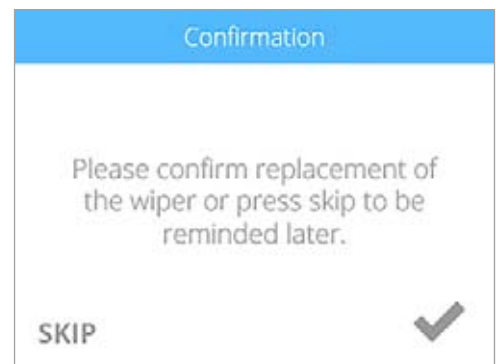 Confirmation
Please confirm replacement of
the wiper or press skip to be
reminded later.
SKIP